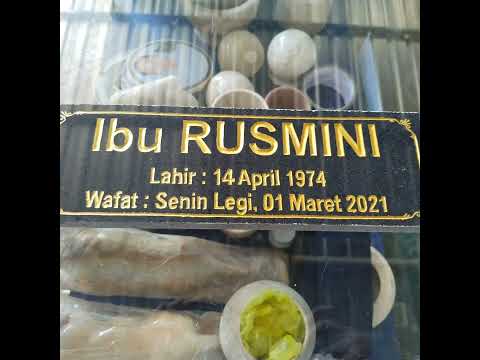 Ibu RUSMINI
Lahir : 14 April 1974
Wafat : Senin Legi, 01 Maret 2021